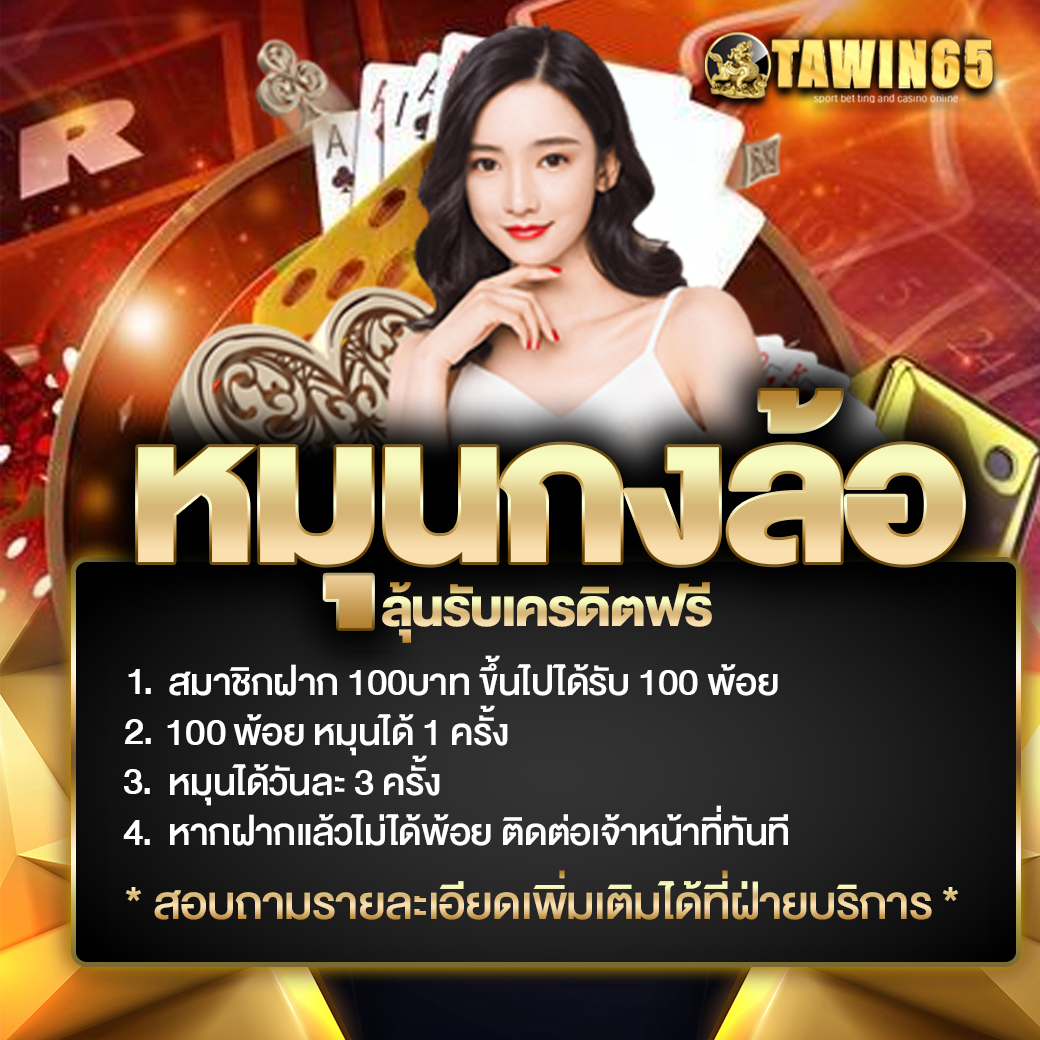 TAWIN65
sport bet ting and casino online
R
A
หมุนกงล้อ
ลุ้นรับเครดิตฟรี
1. สมาชิกฝาก 100บาท ขึ้นไปได้รับ 100 พ้อย
2. 100 พ้อย หมุนได้ 1 ครั้ง
3. หมุนได้วันละ 3 ครั้ง
4. หากฝากแล้วไม่ได้พ้อย ติดต่อเจ้าหน้าที่ทันที
* สอบถามรายละเอียดเพิ่มเติมได้ที่ฝ่ายบริการ *